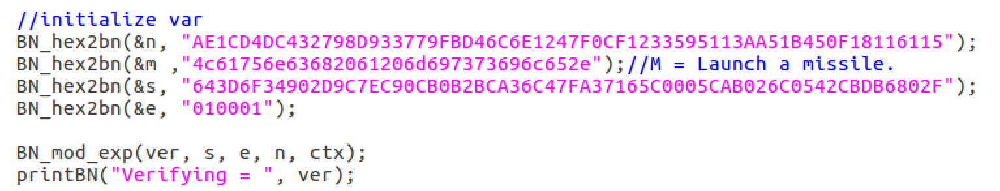 //initialize var
BN_hex2bn(&n, "AE1CD4DC432798D933779FBD46C6E1247F0CF1233595113AA51B450F18116115");
BN_hex2bn(&m ,"4c61756e63682061206d697373696c652e");//M = Launch a missile.
BN_hex2bn(&s, "643D6F34902D9C7EC90CB0B2BCA36C47FA37165C0005CAB026C0542CBDB6802F");
BN_hex2bn(&e, "010001");
BN_mod_exp(ver, s, e, n, ctx);
printBN("Verifying = ", ver);